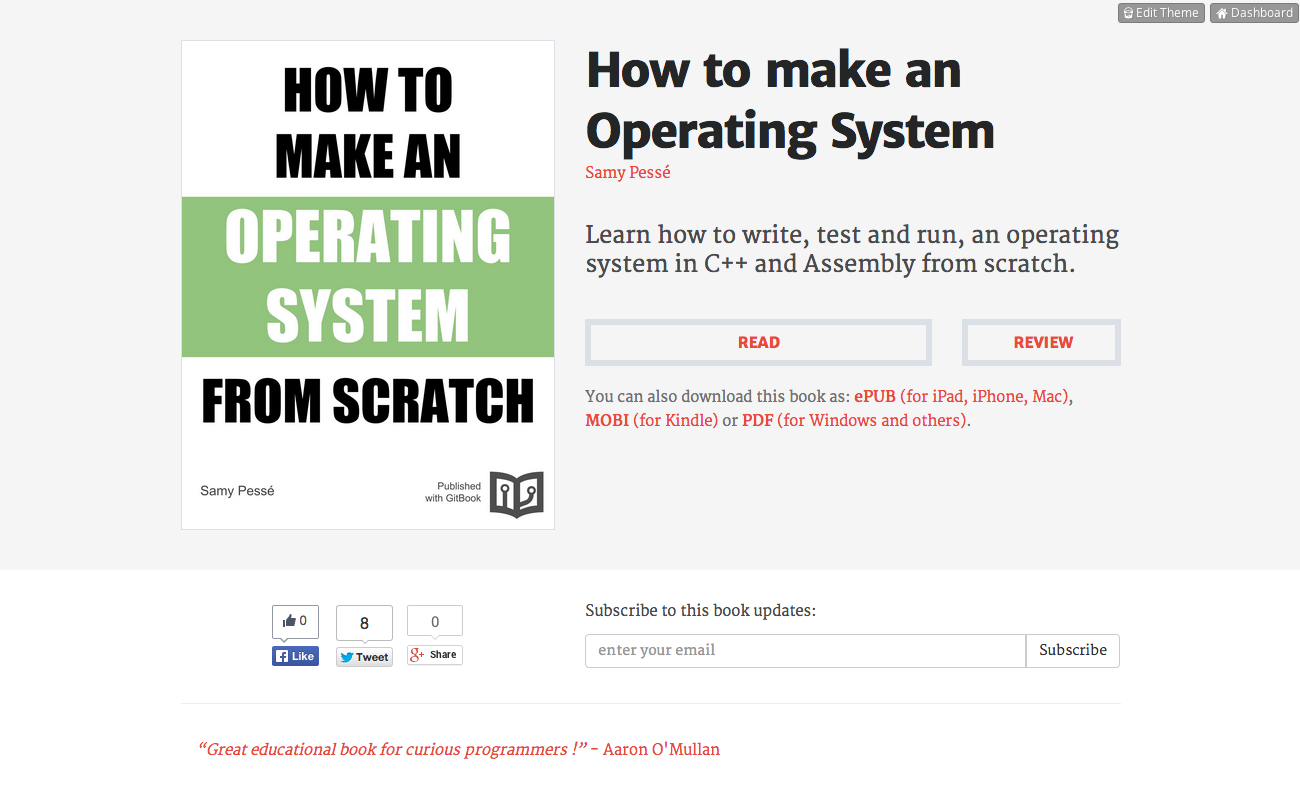 Edit Theme
Dashboard
HOW TO
MAKE AN
OPERATING
SYSTEM
FROM SCRATCH
Samy Pessé
Published
with GitBook
How to make an
Operating System
Samy Pessé
Learn how to write, test and run, an operating
system in C++ and Assembly from scratch.
READ
REVIEW
You can also download this book as: ePUB (for iPad, iPhone, Mac),
MOBI (for Kindle) or PDF (for Windows and others).
0
8
0
Like
Tweet
Share
Subscribe to this book updates:
enter your email
Subscribe
“Great educational book for curious programmers !” - Aaron O'Mullan